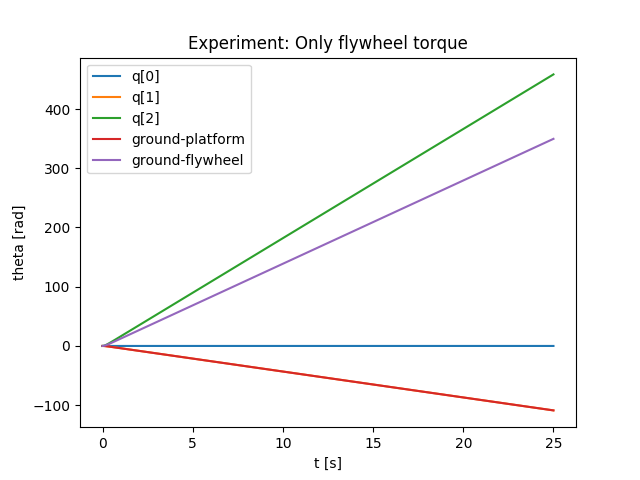 Experiment: Only flywheel torque
theta [rad]
400
300
200
100
0
−100
q[0]
q[1]
q[2]
ground-platform
ground-flywheel
0
5
10
15
20
25
t [s]